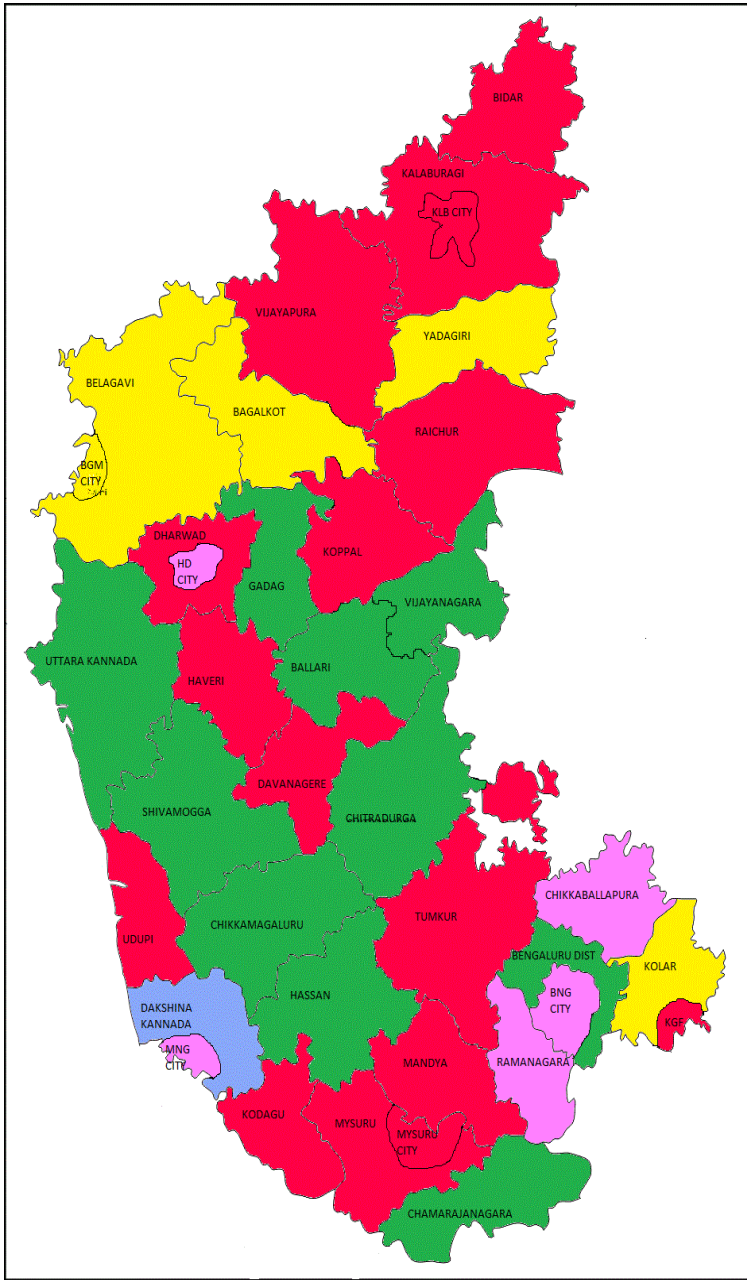 BIDAR
KALABURAGI
KLB CITY
VIJAYAPURA
YADAGIRI
BELAGAVI
BAGALKOT
RAICHUR
BGM
CITY
DHARWAD
HD
CITY
KOPPAL
GADAG
VIJAYANAGARA
UTTARA KANNADA
BALLARI
HAVERI
DAVANAGERE
SHIVAMOGGA
CHITRADURGA
CHIKKABALLAPURA
TUMKUR
CHIKKAMAGALURU
UDUPI
BENGALURU DIST
KOLAR
HASSAN
BNG
CITY
DAKSHINA
KANNADA
KGF
MNG
CITY
MANDYA
RAMANAGARA
KODAGU
MYSURU
MYSURU
CITY
CHAMARAJANAGARA